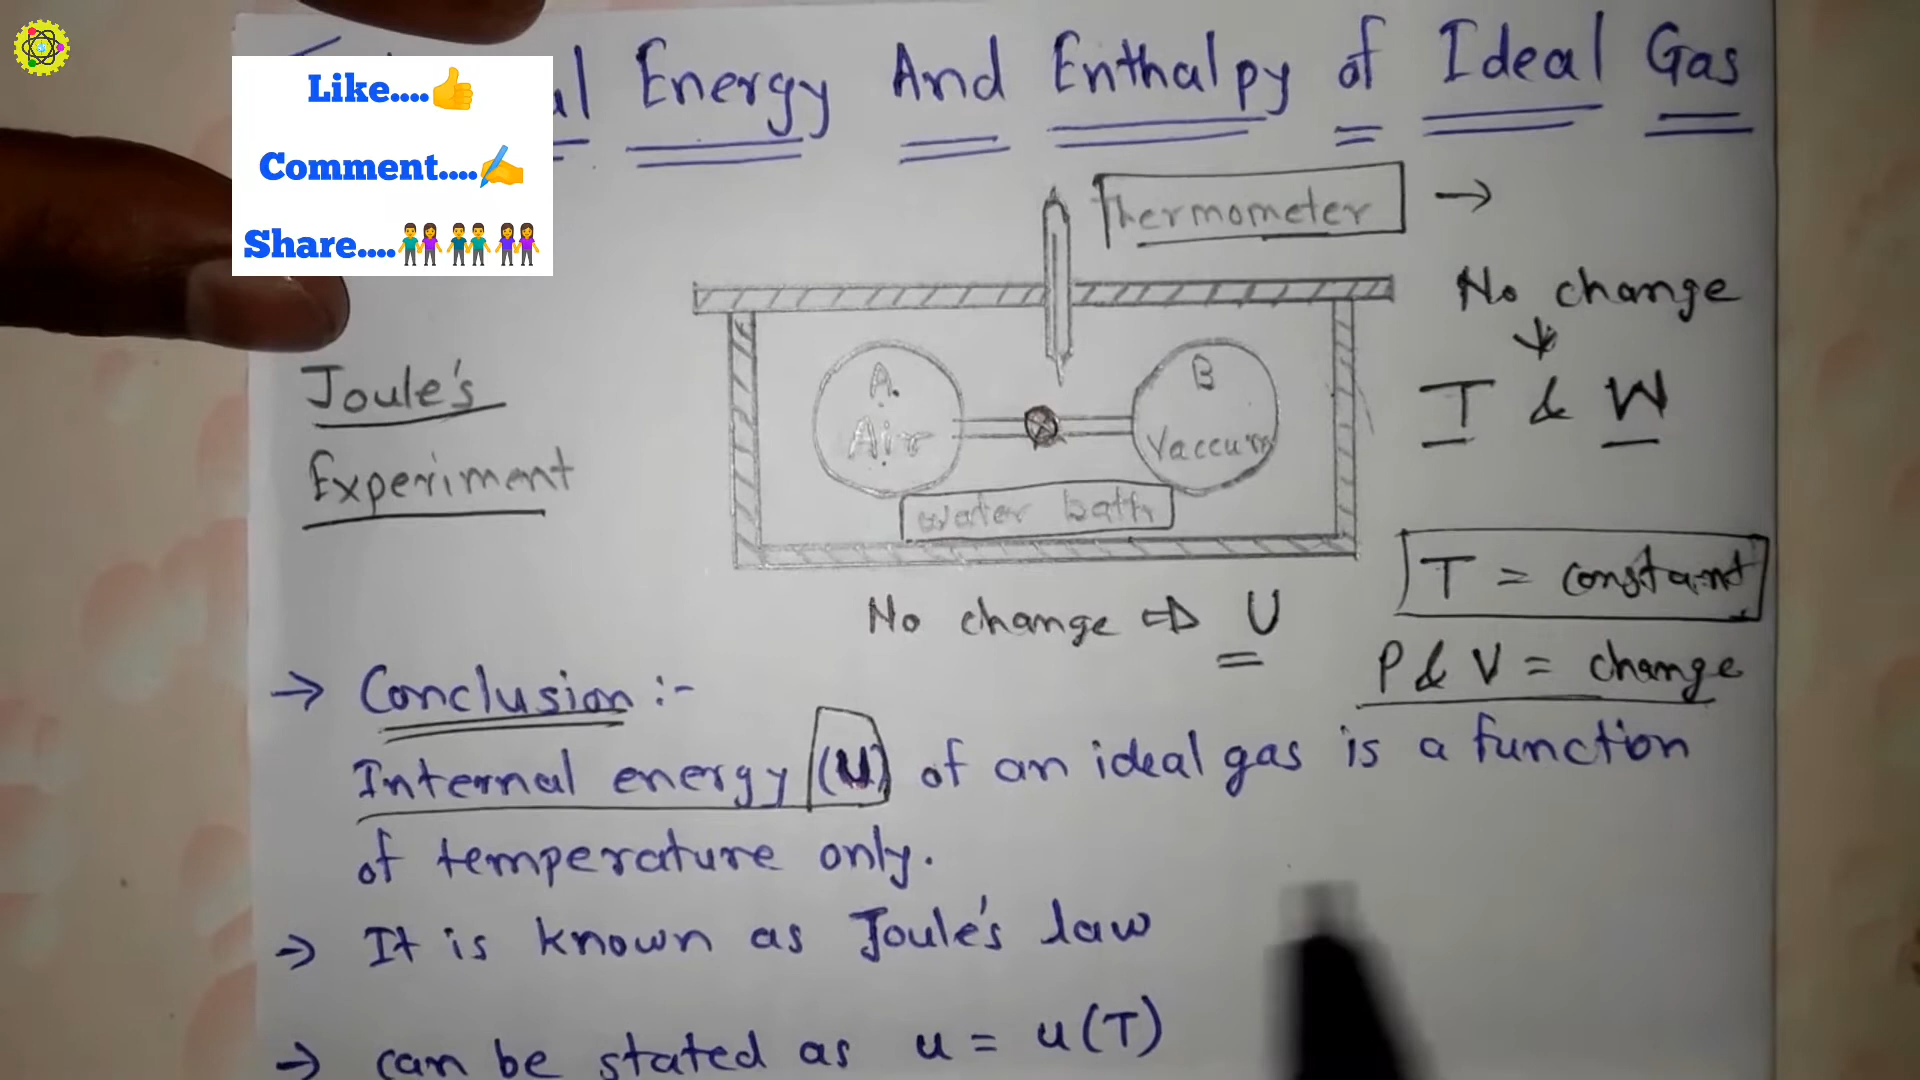 Energy And Enthalpy of Ideal Gas
Like....👍
Comment....✍
Share....👫👬👭
Thermometer →
No change
↓
T & W
Joule's
Experiment
A.
Air
B
Vaccum
water bath
T = constant
No change ⇒ U
P & V = change
→ Conclusion :-
Internal energy (U) of an ideal gas is a function
of temperature only.
→ It is known as Joule's law
→ can be stated as u = u(T)